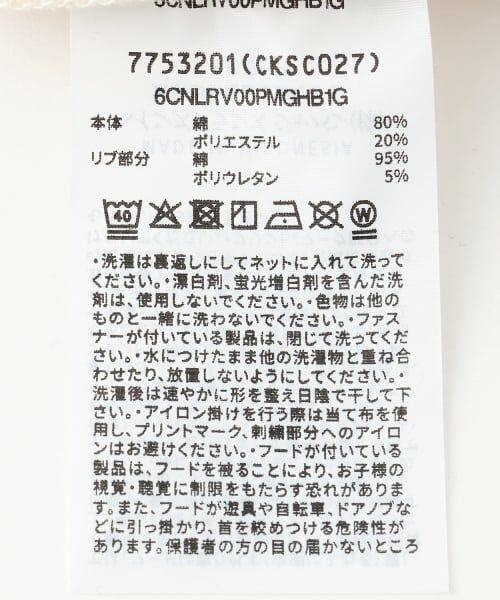 6CNLRV00PMGHB1G
7753201(CKSC027)
6CNLRV00PMGHB1G
本体 綿 80%
ポリエステル 20%
リブ部分 綿 95%
ポリウレタン 5%
40 W
・洗濯は裏返しにしてネットに入れて洗って
ください。・漂白剤、蛍光増白剤を含んだ洗
剤は、使用しないでください。・色物は他の
ものと一緒に洗わないでください。・ファス
ナーが付いている製品は、閉じて洗ってくだ
さい。・水につけたまま他の洗濯物と重ね合
わせたり、放置しないようにしてください。・
洗濯後は速やかに形を整え日陰で干して下
さい。・アイロン掛けを行う際は当て布を使
用し、プリントマーク、刺繍部分へのアイロ
ンはお避けください。・フードが付いている
製品は、フードを被ることにより、お子様の
視覚・聴覚に制限をもたらす恐れがありま
す。また、フードが遊具や自転車、ドアノブな
どに引っ掛かり、首を絞めつける危険性が
あります。保護者の方の目の届かないところ